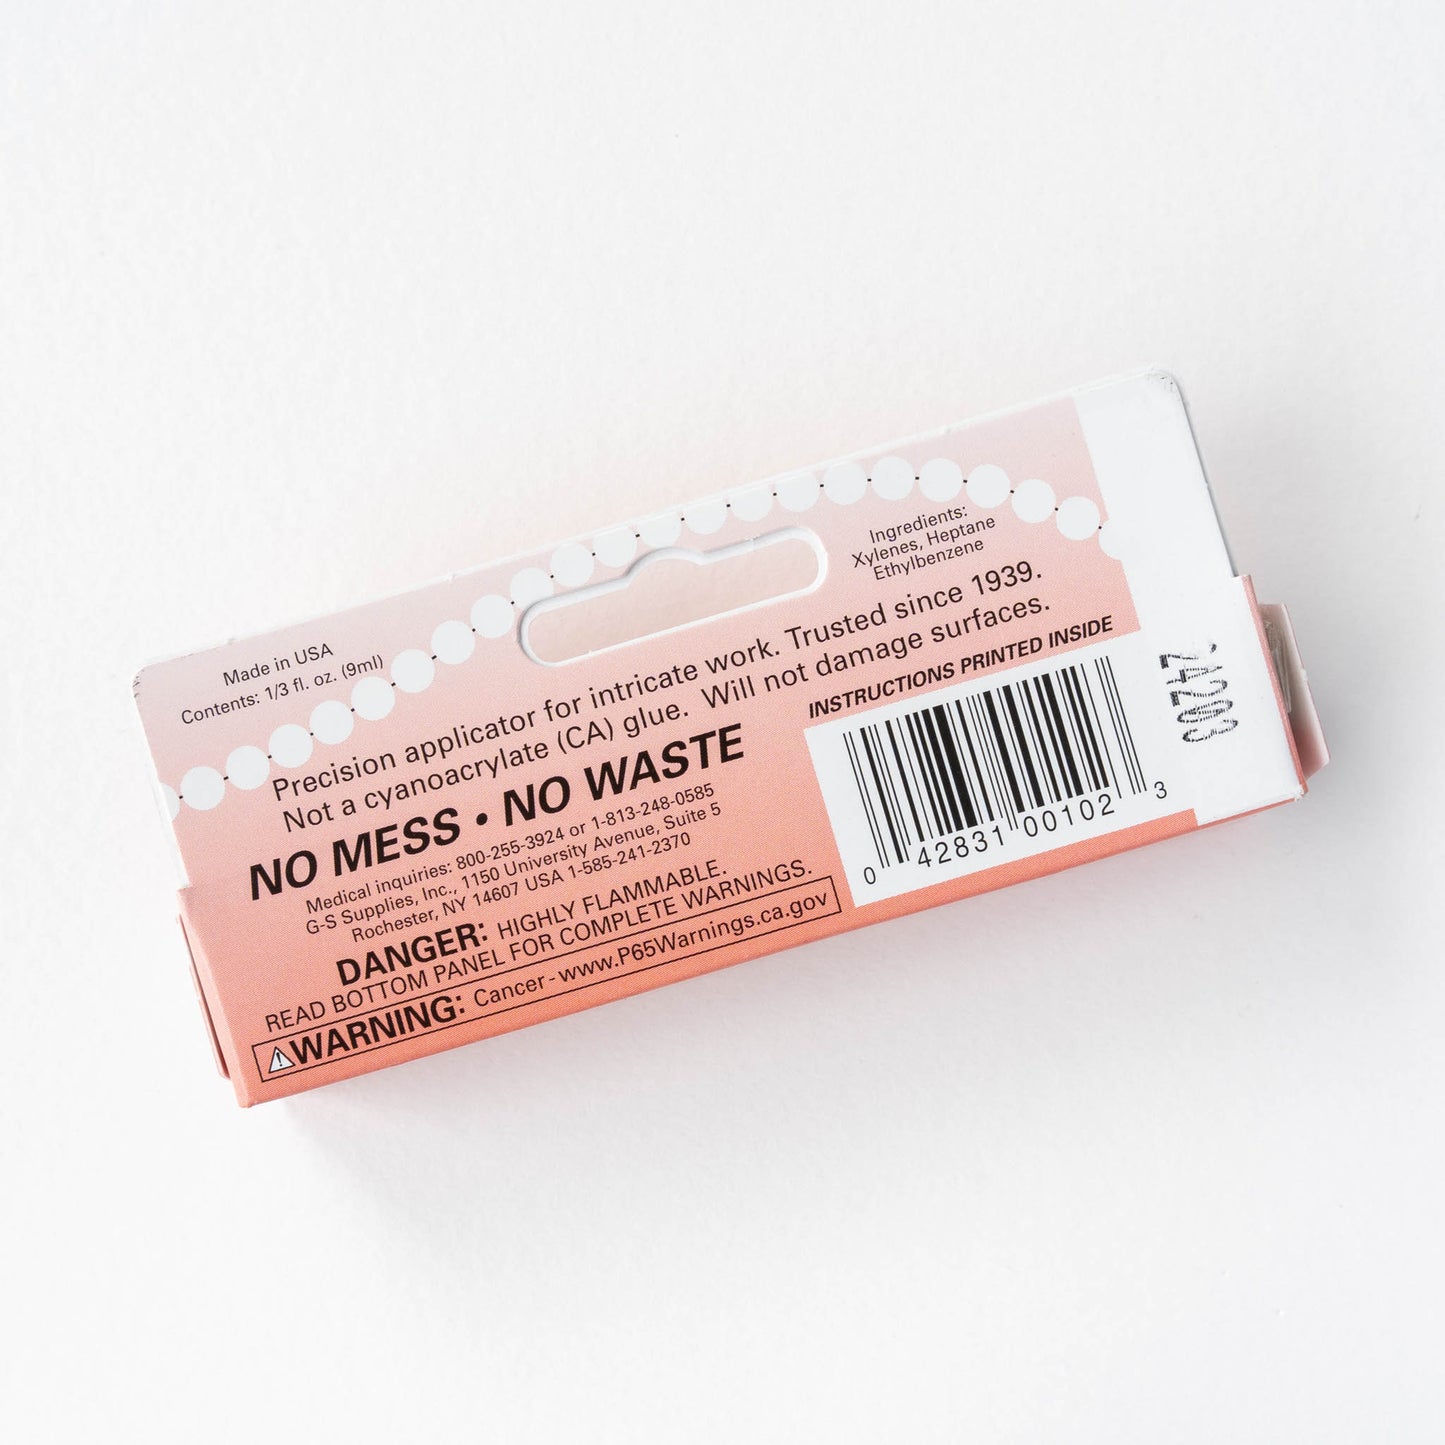 Made in USA
Contents: 1/3 fl. oz. (9ml)
Ingredients:
Xylenes, Heptane
Ethylbenzene
Precision applicator for intricate work. Trusted since 1939.
Not a cyanoacrylate (CA) glue. Will not damage surfaces.
NO MESS • NO WASTE
Medical inquiries: 800-255-3924 or 1-813-248-0585
G-S Supplies, Inc., 1150 University Avenue, Suite 5
Rochester, NY 14607 USA 1-585-241-2370
DANGER: HIGHLY FLAMMABLE.
READ BOTTOM PANEL FOR COMPLETE WARNINGS.
WARNING: Cancer - www.P65Warnings.ca.gov
INSTRUCTIONS PRINTED INSIDE
0 42831 00102 3